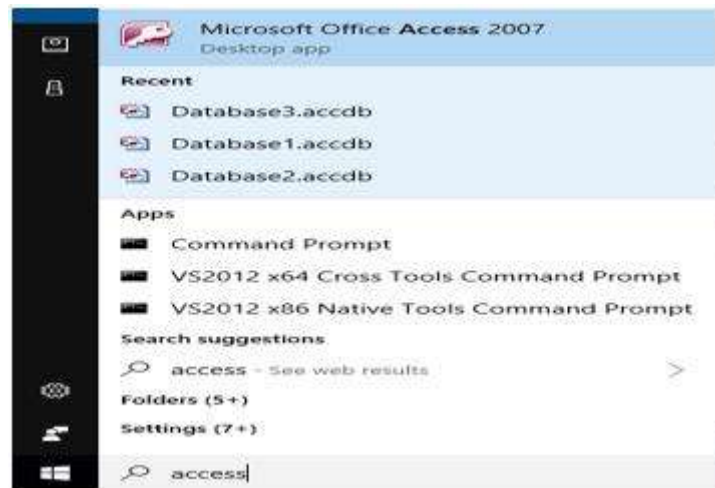 Microsoft Office Access 2007
Desktop app
Recent
Database3.accdb
Database1.accdb
Database2.accdb
Apps
Command Prompt
VS2012 x64 Cross Tools Command Prompt
VS2012 x86 Native Tools Command Prompt
Search suggestions
access - See web results
Folders (5+)
Settings (7+)
access